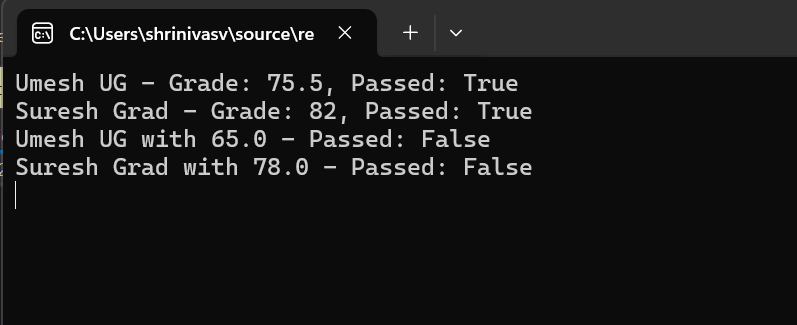 C:\Users\shrinivasv\source\re
Umesh UG - Grade: 75.5, Passed: True
Suresh Grad - Grade: 82, Passed: True
Umesh UG with 65.0 - Passed: False
Suresh Grad with 78.0 - Passed: False